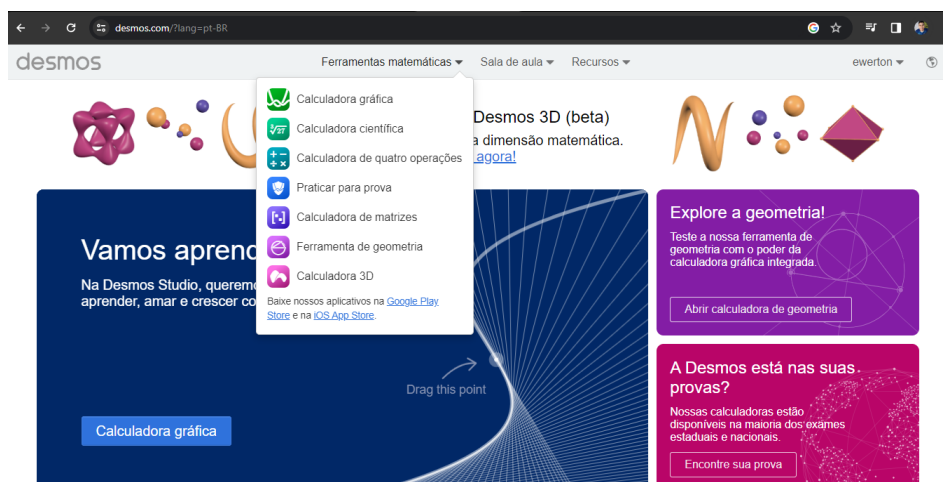 desmos.com/?lang=pt-BR
desmos
Ferramentas matemáticas
Sala de aula
Recursos
ewerton
Calculadora gráfica
Calculadora científica
Calculadora de quatro operações
Praticar para prova
Calculadora de matrizes
Ferramenta de geometria
Calculadora 3D
Baixe nossos aplicativos na Google Play
Store e na iOS App Store.
Desmos 3D (beta)
a dimensão matemática.
agora!
Vamos apren
Na Desmos Studio, querem
aprender, amar e crescer co
Drag this
point
Calculadora gráfica
Explore a geometria!
Teste a nossa ferramenta de
geometria com o poder da
calculadora gráfica integrada.
Abrir calculadora de geometria
A Desmos está nas suas
provas?
Nossas calculadoras estão
disponíveis na maioria dos exames
estaduais e nacionais.
Encontre sua prova